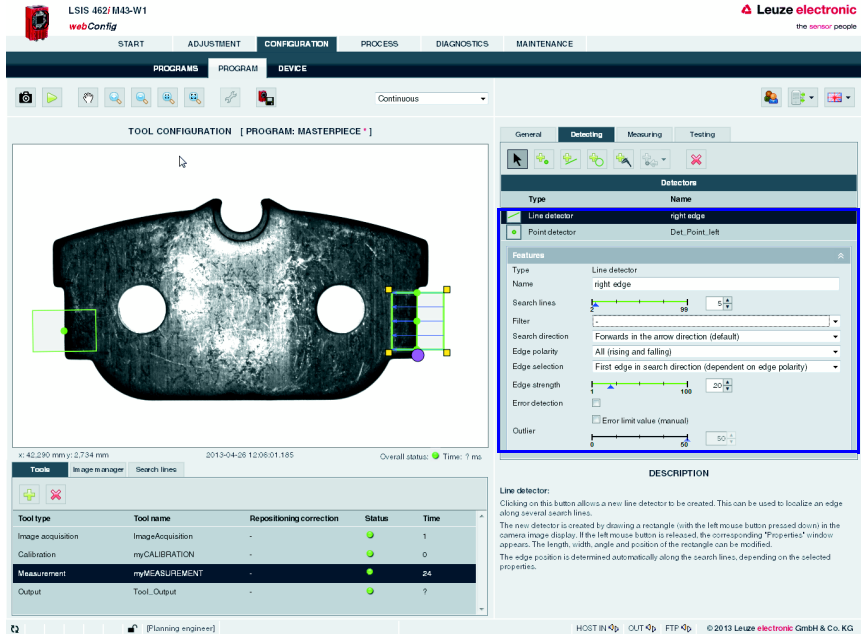 LSIS 462i M43-W1
webConfig
Leuze electronic
the sensor people
START ADJUSTMENT CONFIGURATION PROCESS DIAGNOSTICS MAINTENANCE
PROGRAMS PROGRAM DEVICE
Continuous
TOOL CONFIGURATION [ PROGRAM: MASTERPIECE * ]
x: 42,290 mm y: 2,734 mm 2013-04-26 12:06:01.185 Overall status: Time: ? ms
Tools Image manager Search lines
Tool type Tool name Repositioning correction Status Time
Image acquisition ImageAcquisition - 1
Calibration myCALIBRATION - 0
Measurement myMEASUREMENT - 24
Output Tool_Output - ?
General Detecting Measuring Testing
Detectors
Type Name
Line detector right edge
Point detector Det_Point_left
Features
Type Line detector
Name right edge
Search lines 2 99 5
Filter -
Search direction Forwards in the arrow direction (default)
Edge polarity All (rising and falling)
Edge selection First edge in search direction (dependent on edge polarity)
Edge strength 1 100 20
Error detection
Error limit value (manual)
Outlier 0 50 50
DESCRIPTION
Line detector:
Clicking on this button allows a new line detector to be created. This can be used to localize an edge
along several search lines.
The new detector is created by drawing a rectangle (with the left mouse button pressed down) in the
camera image display. If the left mouse button is released, the corresponding "Properties" window
appears. The length, width, angle and position of the rectangle can be modified.
The edge position is determined automatically along the search lines, depending on the selected
properties.
[Planning engineer] HOST IN OUT FTP © 2013 Leuze electronic GmbH & Co. KG